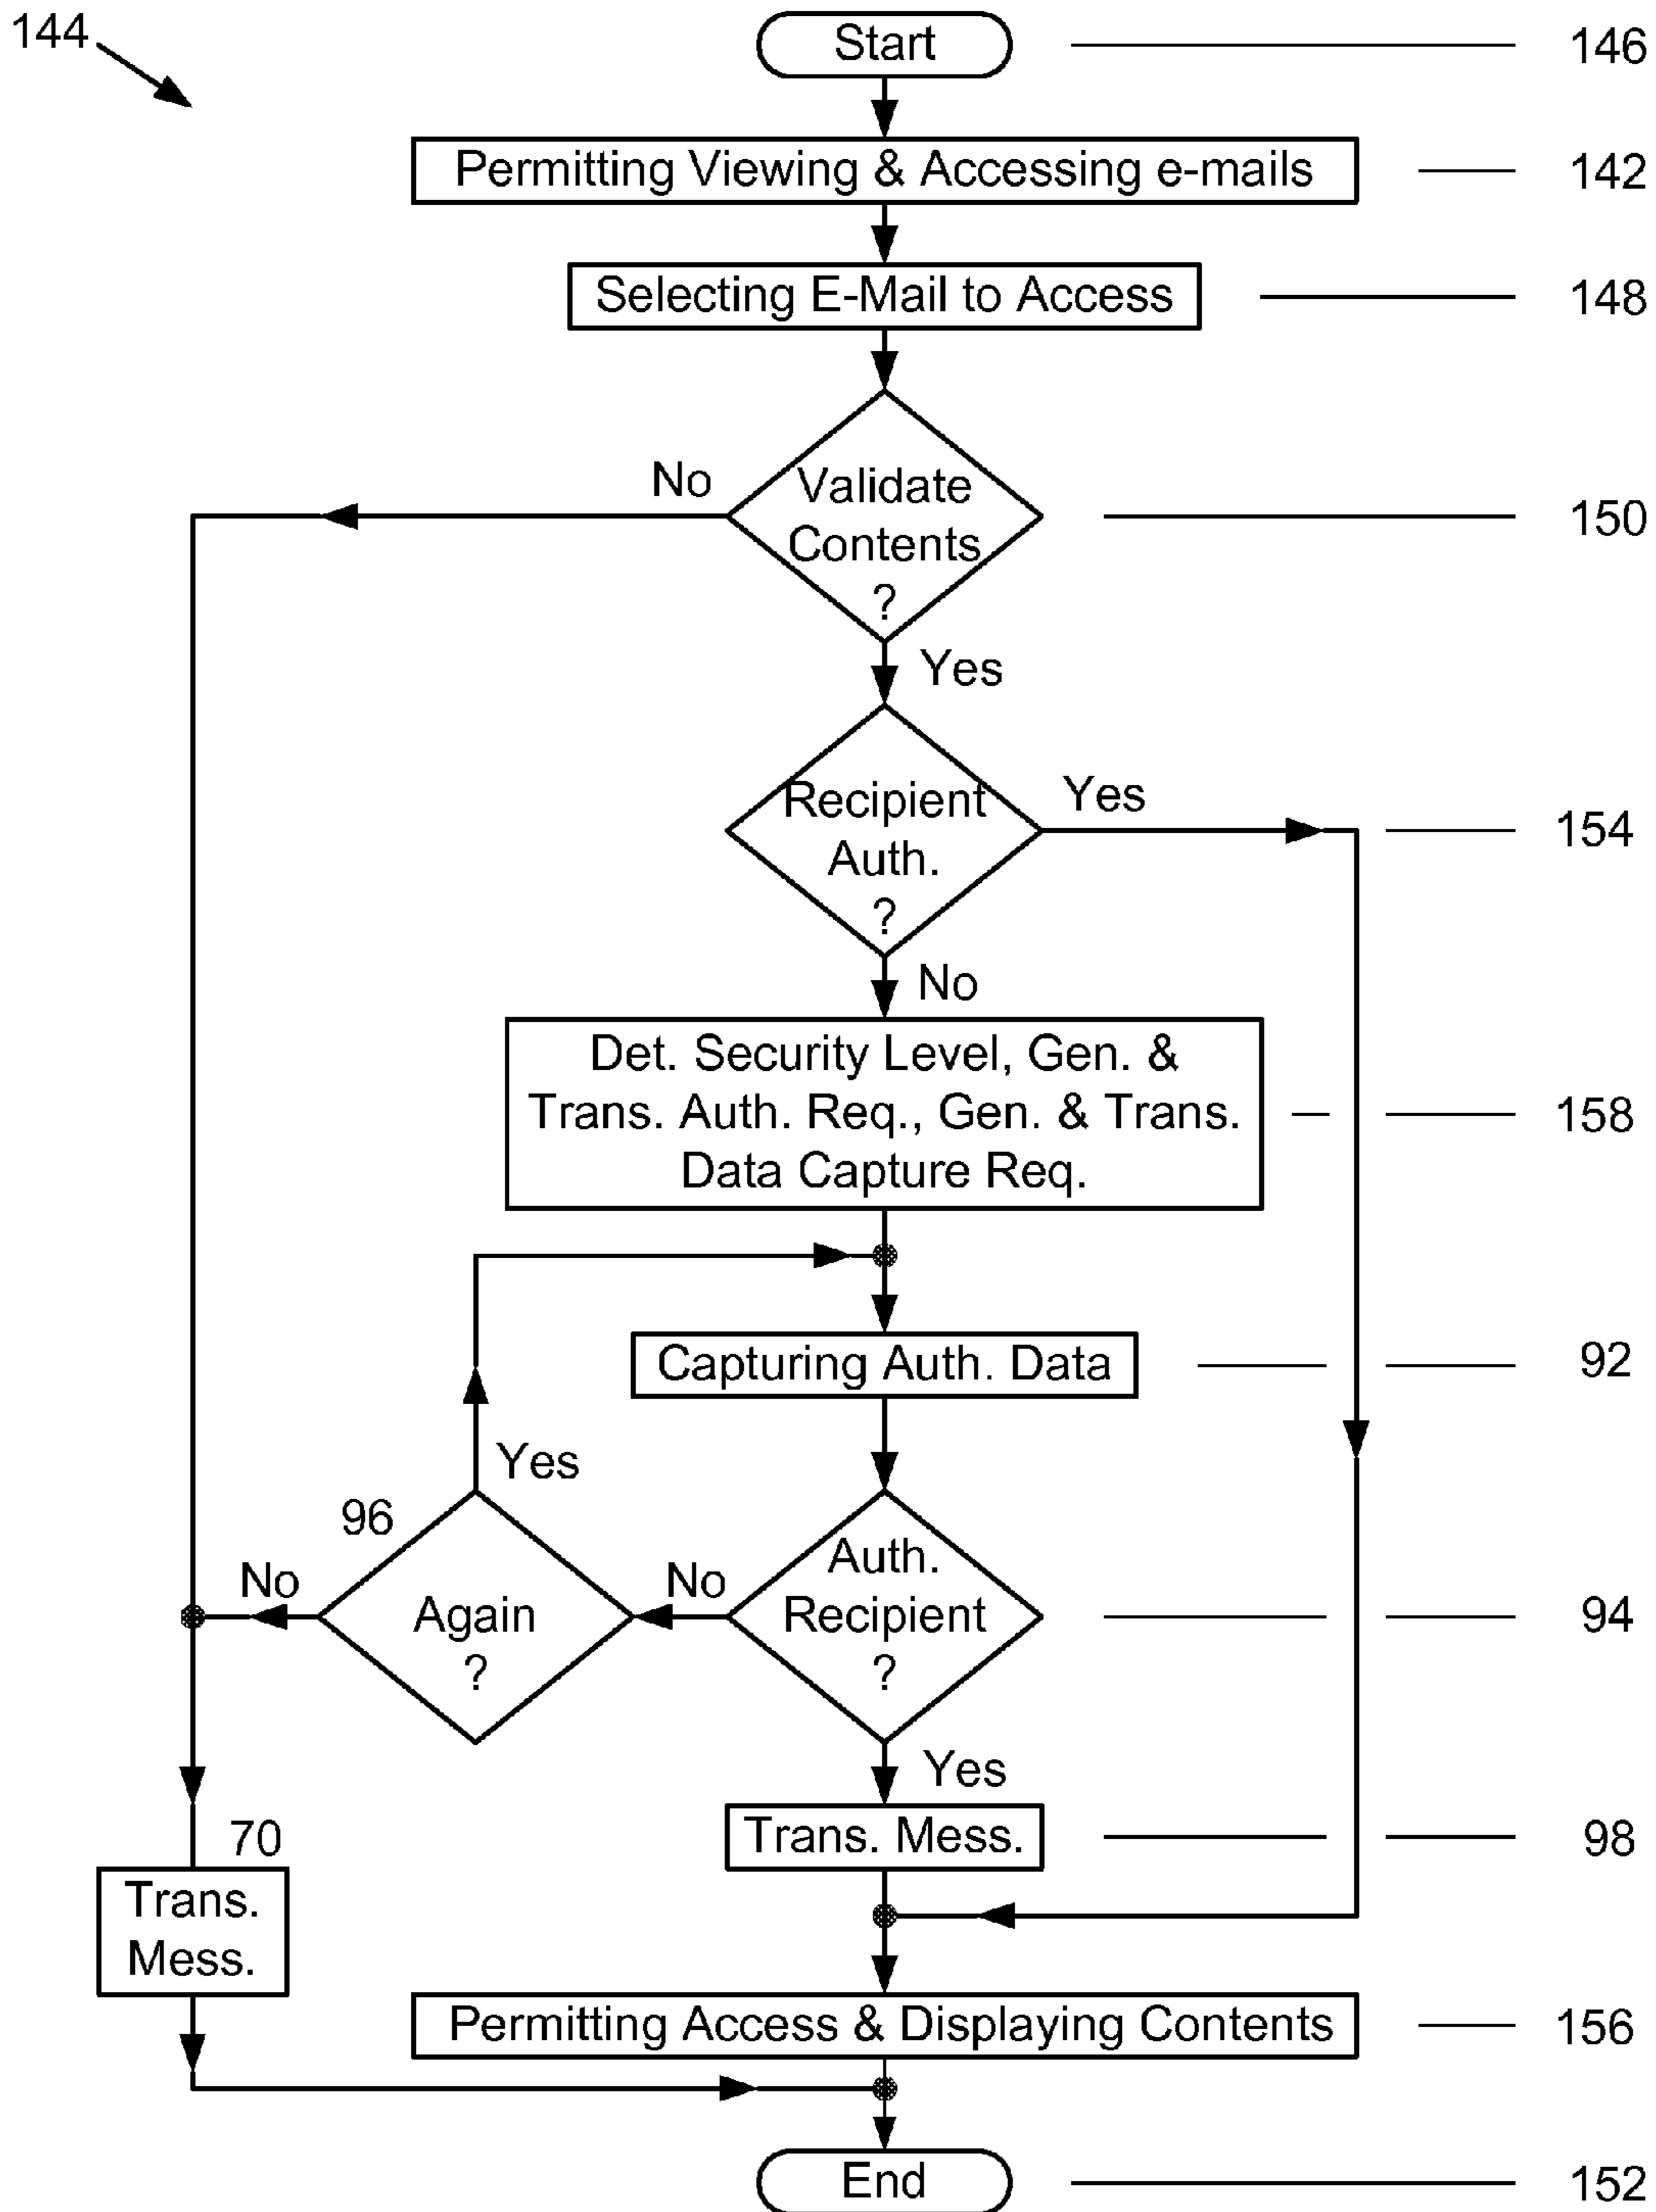 144
Start
146
Permitting Viewing & Accessing e-mails
142
Selecting E-Mail to Access
148
No
Validate
Contents
?
150
Yes
Recipient
Auth.
?
Yes
154
No
Det. Security Level, Gen. &
Trans. Auth. Req., Gen. & Trans.
Data Capture Req.
158
Capturing Auth. Data
92
Yes
96
No
Again
?
No
Auth.
Recipient
?
94
Yes
70
Trans. Mess.
98
Trans.
Mess.
Permitting Access & Displaying Contents
156
End
152